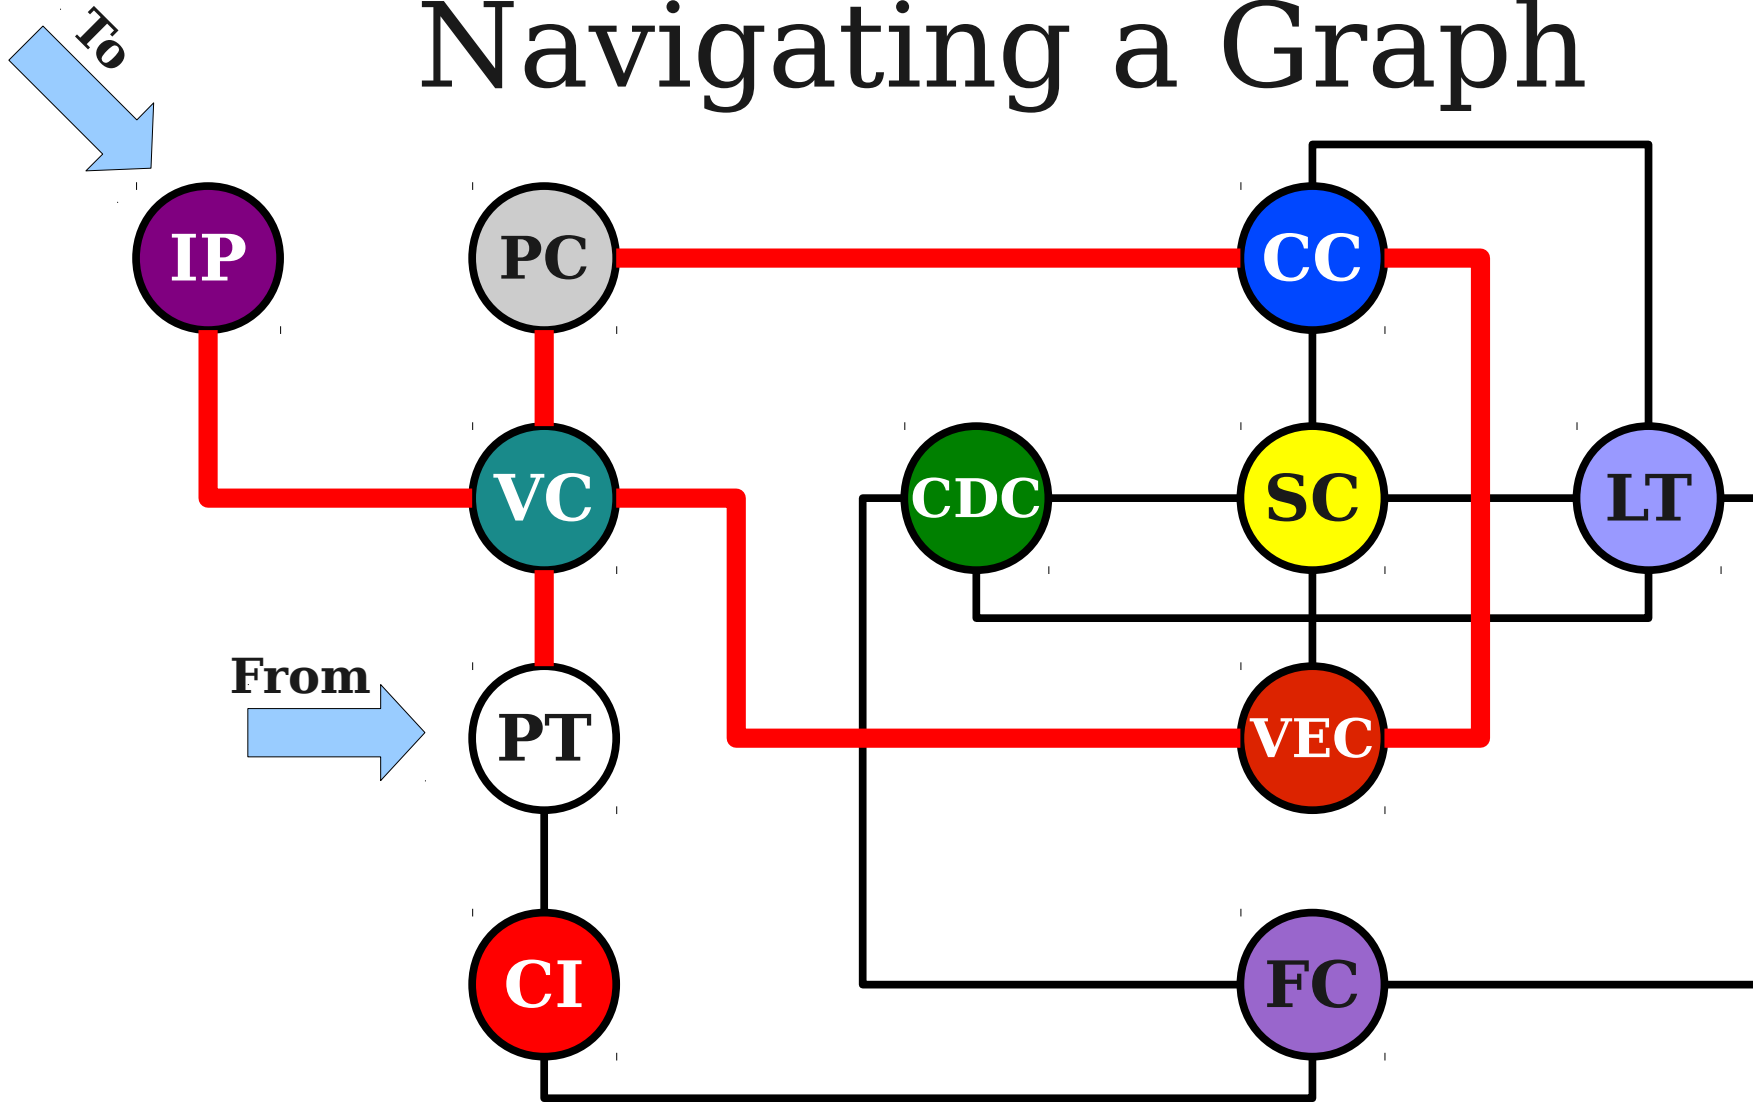 Navigating a Graph
To
IP
PC
CC
VC
CDC
SC
LT
From
PT
VEC
CI
FC